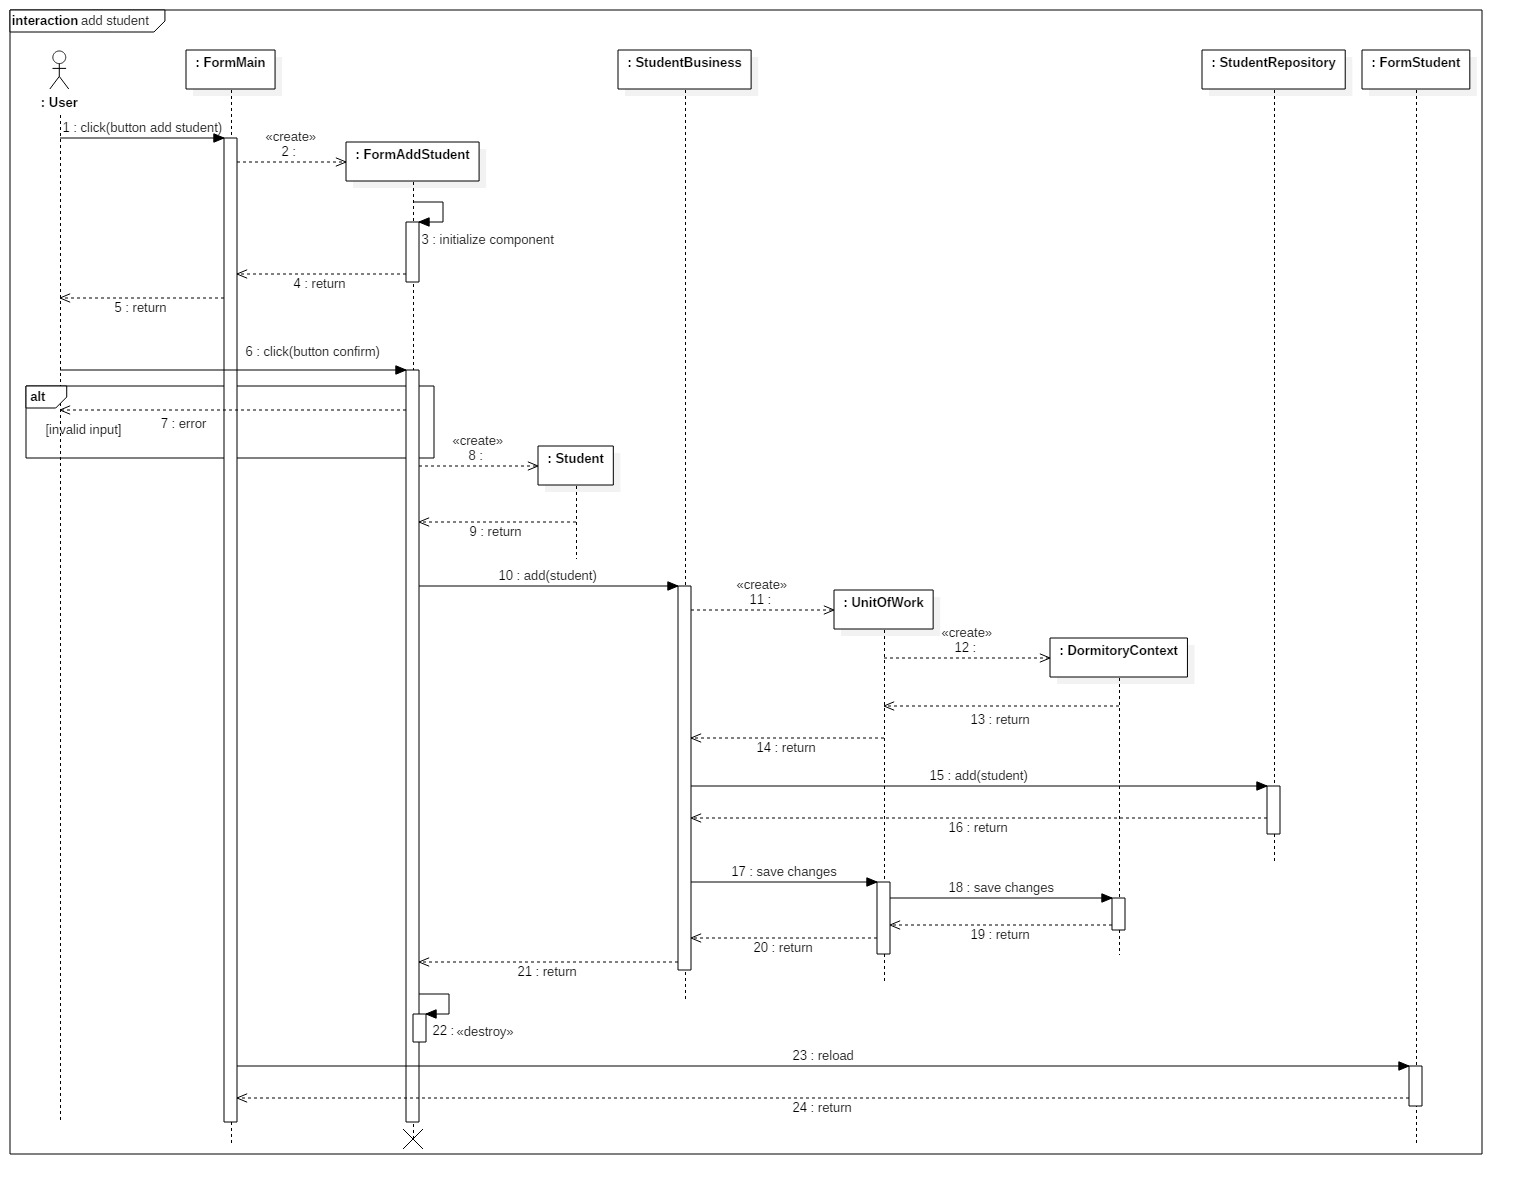 interaction add student
: User
: FormMain
: StudentBusiness
: StudentRepository
: FormStudent
1 : click(button add student)
«create»
2 :
: FormAddStudent
3 : initialize component
4 : return
5 : return
6 : click(button confirm)
alt
7 : error
[invalid input]
«create»
8 :
: Student
9 : return
10 : add(student)
«create»
11 :
: UnitOfWork
«create»
12 :
: DormitoryContext
13 : return
14 : return
15 : add(student)
16 : return
17 : save changes
18 : save changes
19 : return
20 : return
21 : return
22 : «destroy»
23 : reload
24 : return